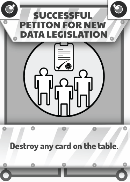 SUCCESSFUL
PETITON FOR NEW
DATA LEGISLATION
Destroy any card on the table.